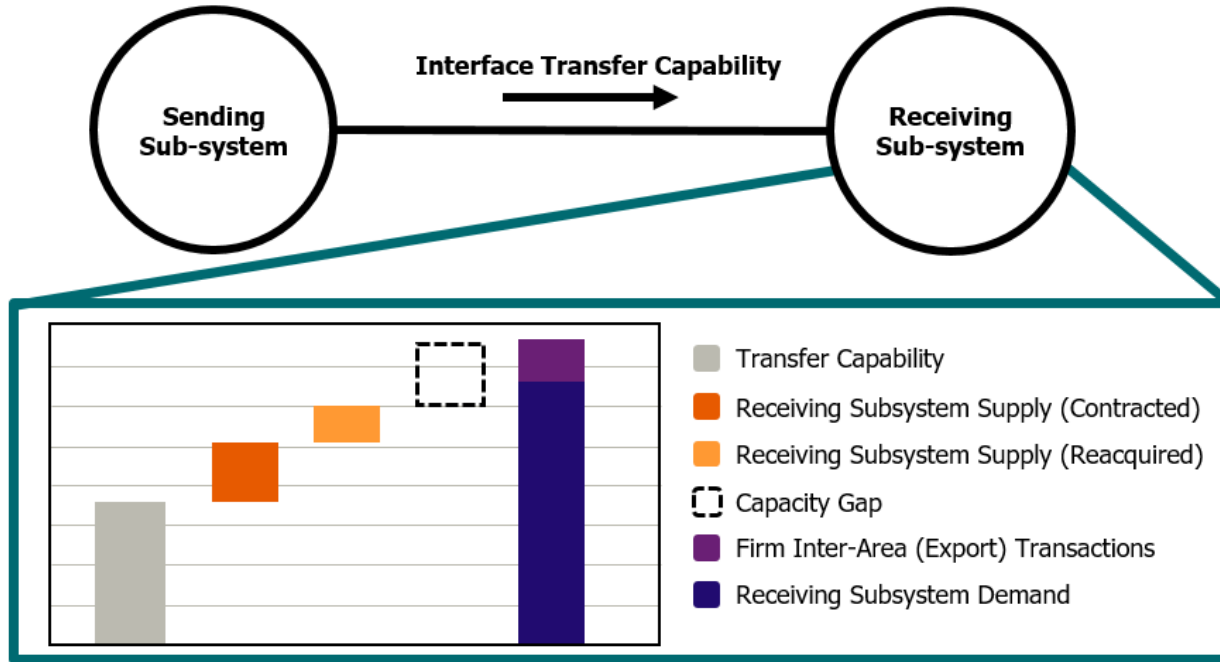 Interface Transfer Capability
Sending
Sub-system
Receiving
Sub-system
Transfer Capability
Receiving Subsystem Supply (Contracted)
Receiving Subsystem Supply (Reacquired)
Capacity Gap
Firm Inter-Area (Export) Transactions
Receiving Subsystem Demand